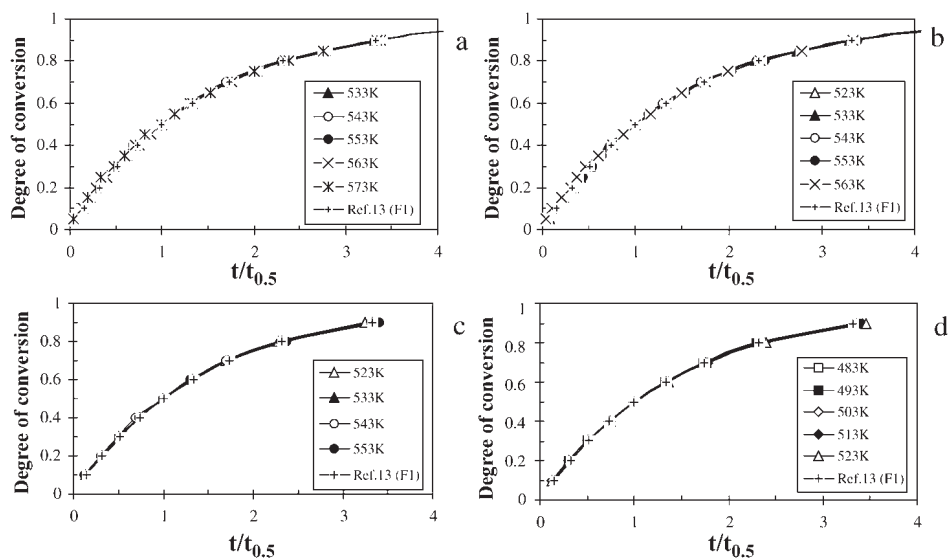 1
0.8
0.6
0.4
0.2
0
0 1 2 3 4
Degree of conversion
t/t0.5
a
533K
543K
553K
563K
573K
Ref.13 (F1)
1
0.8
0.6
0.4
0.2
0
0 1 2 3 4
Degree of conversion
t/t0.5
b
523K
533K
543K
553K
563K
Ref.13 (F1)
1
0.8
0.6
0.4
0.2
0
0 1 2 3 4
Degree of conversion
t/t0.5
c
523K
533K
543K
553K
Ref.13 (F1)
1
0.8
0.6
0.4
0.2
0
0 1 2 3 4
Degree of conversion
t/t0.5
d
483K
493K
503K
513K
523K
Ref.13 (F1)